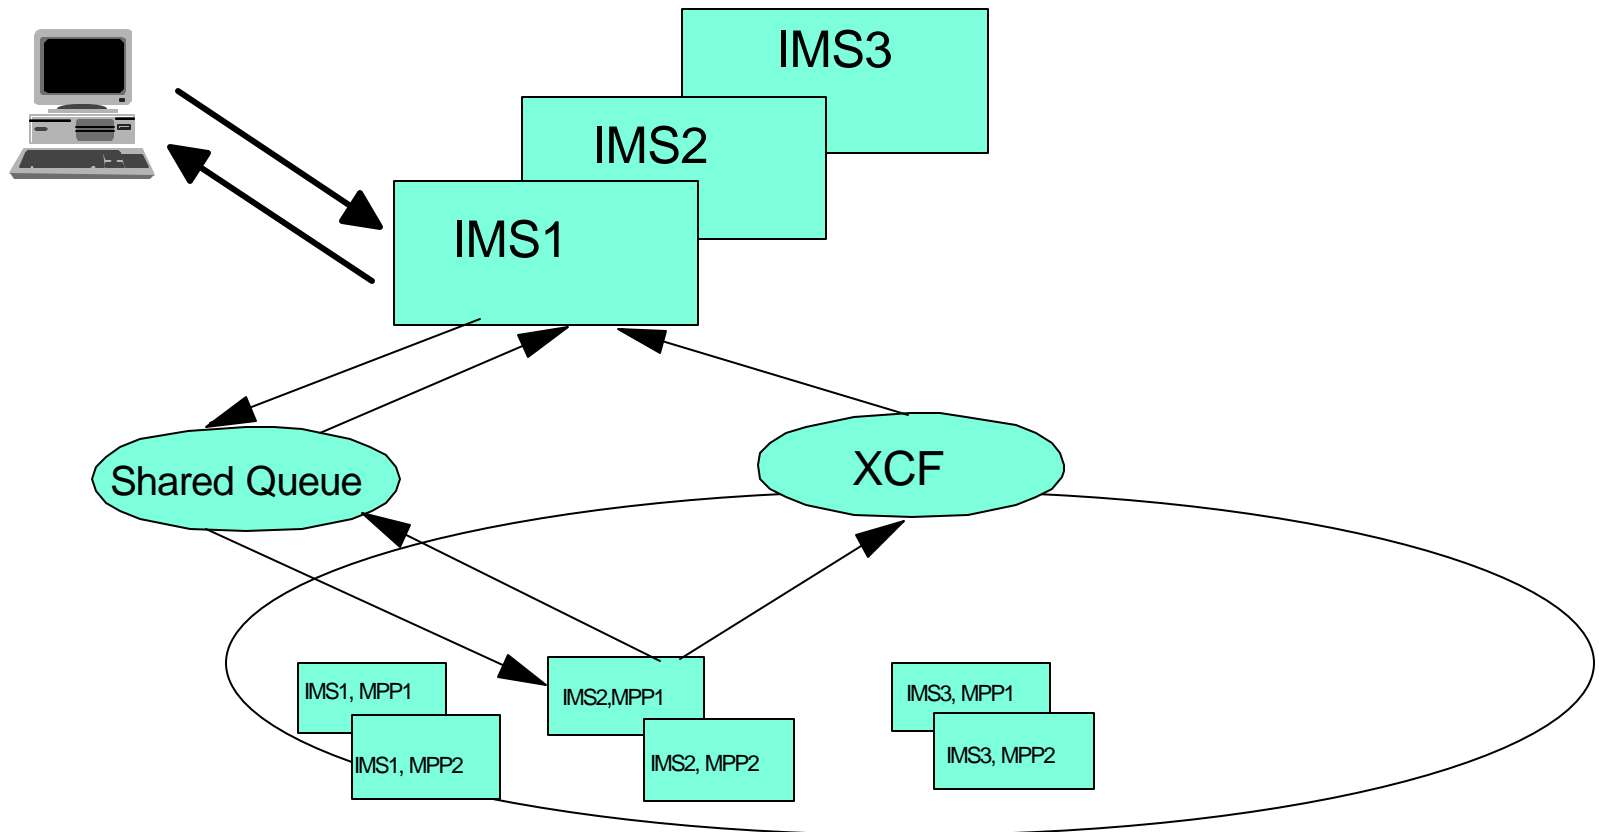 IMS3
IMS2
IMS1
Shared Queue
XCF
IMS1, MPP1
IMS2,MPP1
IMS3, MPP1
IMS1, MPP2
IMS2, MPP2
IMS3, MPP2